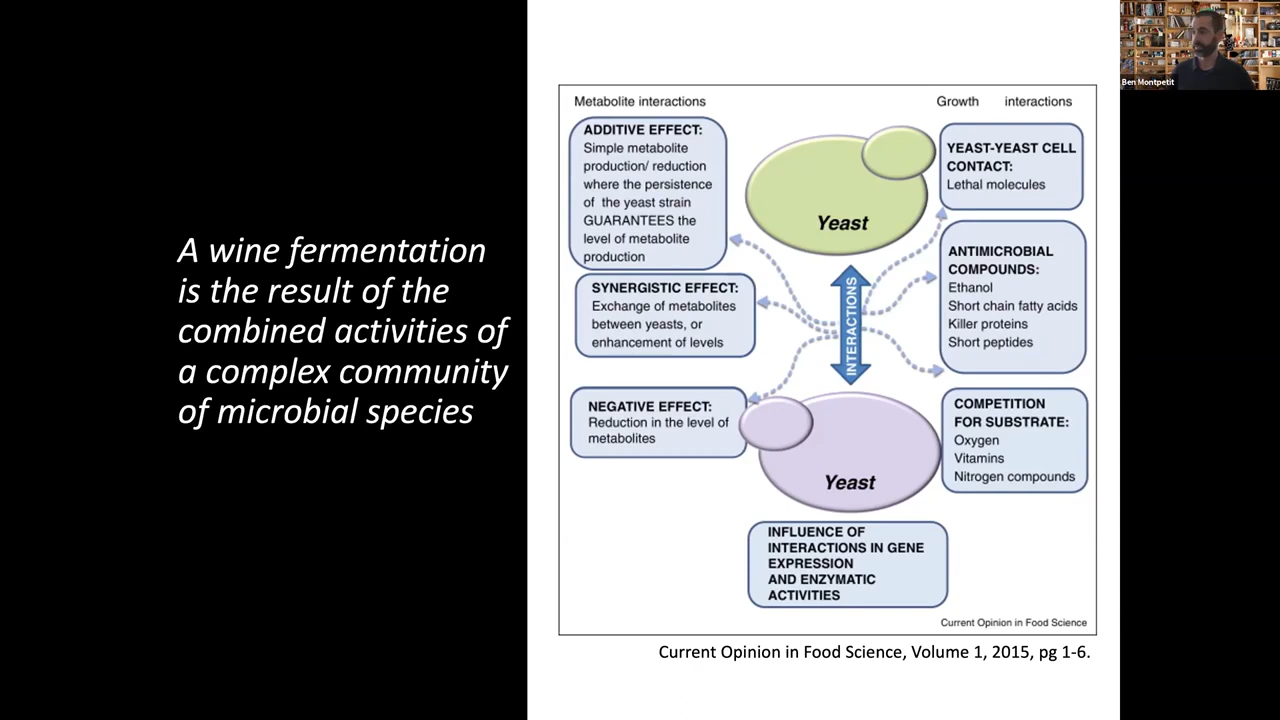 A wine fermentation
is the result of the
combined activities of
a complex community
of microbial species
Metabolite interactions
ADDITIVE EFFECT:
Simple metabolite
production/ reduction
where the persistence
of the yeast strain
GUARANTEES the
level of metabolite
production
SYNERGISTIC EFFECT:
Exchange of metabolites
between yeasts, or
enhancement of levels
NEGATIVE EFFECT:
Reduction in the level of
metabolites
Yeast
INTERACTIONS
Yeast
Growth interactions
YEAST-YEAST CELL
CONTACT:
Lethal molecules
ANTIMICROBIAL
COMPOUNDS:
Ethanol
Short chain fatty acids
Killer proteins
Short peptides
COMPETITION
FOR SUBSTRATE:
Oxygen
Vitamins
Nitrogen compounds
INFLUENCE OF
INTERACTIONS IN GENE
EXPRESSION
AND ENZYMATIC
ACTIVITIES
Current Opinion in Food Science
Current Opinion in Food Science, Volume 1, 2015, pg 1-6.
Ben Montpetit